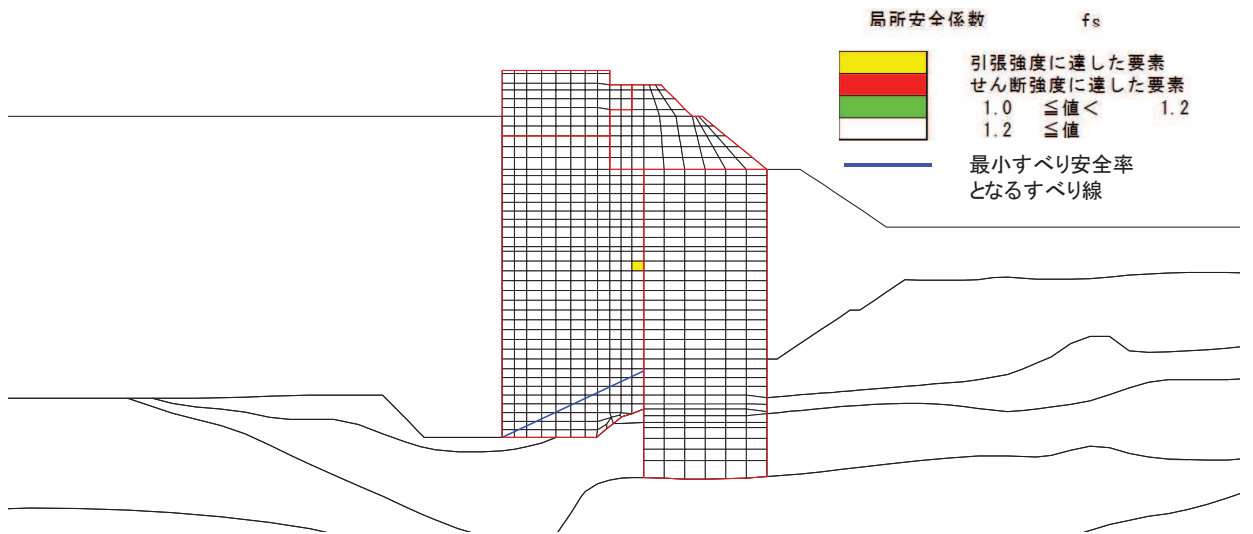 局所安全係数 fs
引張強度に達した要素
せん断強度に達した要素
1.0 ≦値< 1.2
1.2 ≦値
最小すべり安全率
となるすべり線